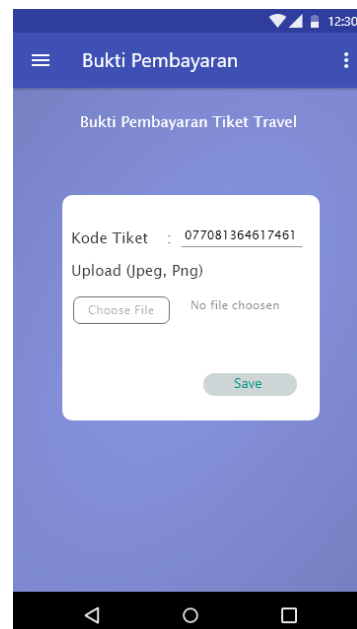 12:30
Bukti Pembayaran
Bukti Pembayaran Tiket Travel
Kode Tiket : 077081364617461
Upload (Jpeg, Png)
Choose File No file choosen
Save